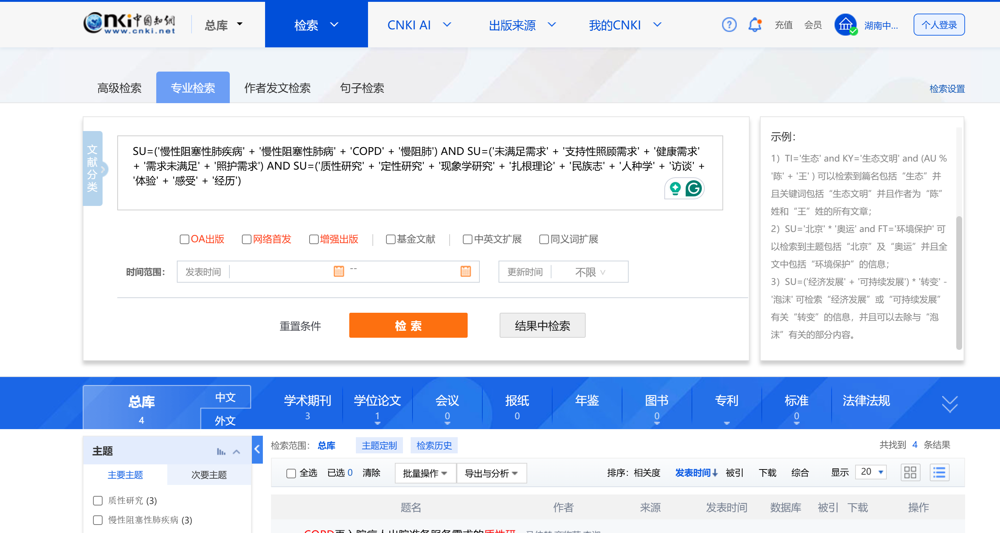 CNKI中国知网
www.cnki.net
总库
检索
CNKI AI
出版来源
我的CNKI
充值
会员
湖南中...
个人登录
高级检索
专业检索
作者发文检索
句子检索
检索设置
文献分类
SU=('慢性阻塞性肺疾病' + '慢性阻塞性肺病' + 'COPD' + '慢阻肺') AND SU=('未满足需求' + '支持性照顾需求' + '健康需求'
+ '需求未满足' + '照护需求') AND SU=('质性研究' + '定性研究' + '现象学研究' + '扎根理论' + '民族志' + '人种学' + '访谈' +
'体验' + '感受' + '经历')
OA出版
网络首发
增强出版
基金文献
中英文扩展
同义词扩展
时间范围：
发表时间
--
更新时间
不限
重置条件
检索
结果中检索
示例：
1）TI='生态' and KY='生态文明' and (AU %
'陈' + '王' ) 可以检索到篇名包括“生态”并
且关键词包括“生态文明”并且作者为“陈”
姓和“王”姓的所有文章；
2）SU='北京' * '奥运' and FT='环境保护' 可
以检索到主题包括“北京”及“奥运”并且全
文中包括“环境保护”的信息；
3）SU=('经济发展' + '可持续发展') * '转变' -
'泡沫' 可检索“经济发展”或“可持续发展”
有关“转变”的信息，并且可以去除与“泡
沫”有关的部分内容。
总库
4
中文
外文
学术期刊
3
学位论文
1
会议
0
报纸
0
年鉴
图书
0
专利
标准
0
法律法规
主题
主要主题
次要主题
质性研究 (3)
慢性阻塞性肺疾病 (3)
检索范围：
总库
主题定制
检索历史
共找到 4 条结果
全选
已选 0
清除
批量操作
导出与分析
排序：
相关度
发表时间↓
被引
下载
综合
显示
20
题名
作者
来源
发表时间
数据库
被引
下载
操作
COPD再入院病人出院准备服务需求的质性研